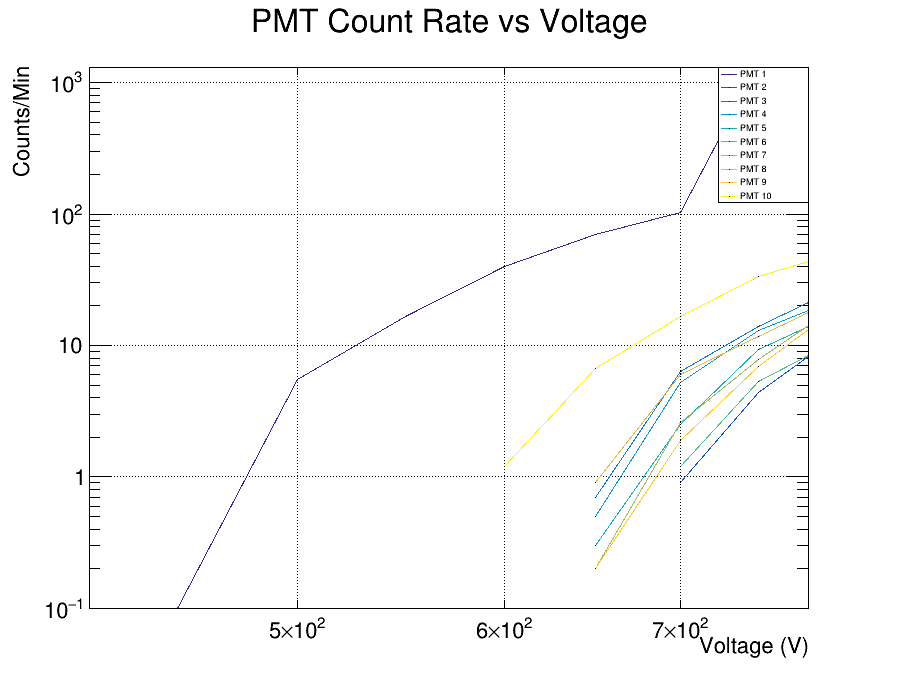 PMT Count Rate vs Voltage
Counts/Min
10³
10²
10
1
10⁻¹
PMT 1
PMT 2
PMT 3
PMT 4
PMT 5
PMT 6
PMT 7
PMT 8
PMT 9
PMT 10
5×10² 6×10² 7×10²
Voltage (V)